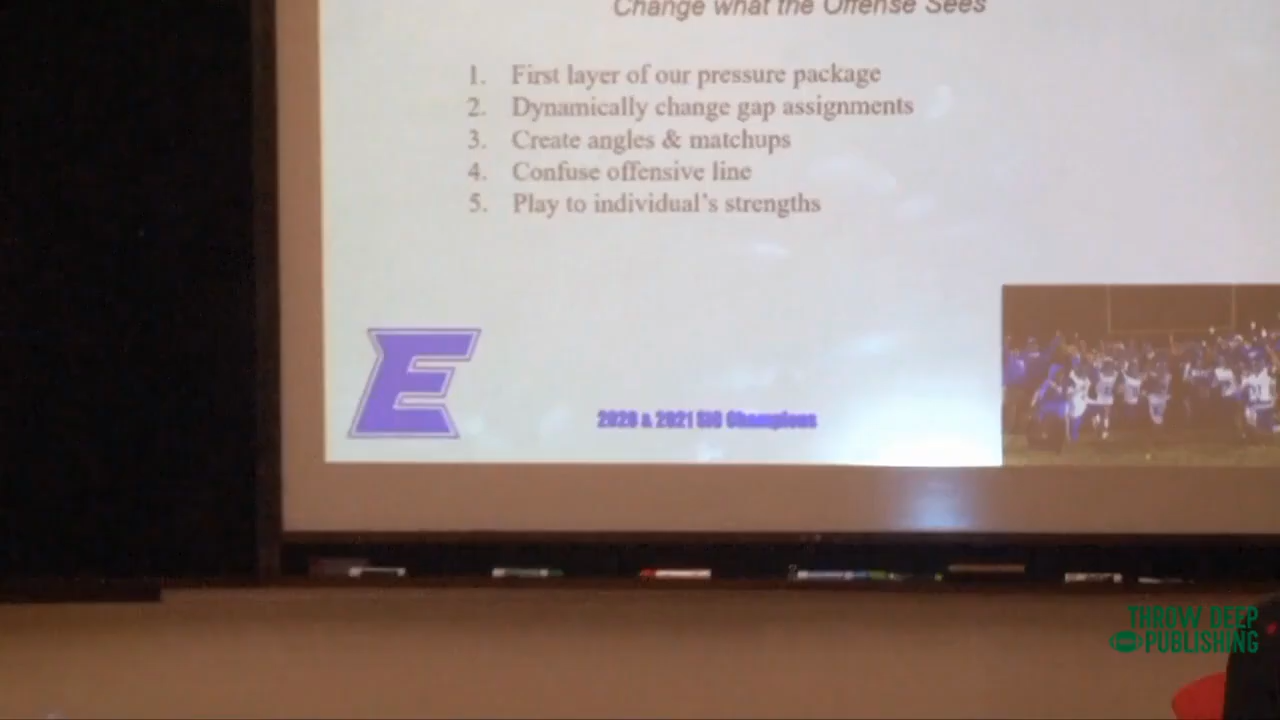 Change what the Offense Sees
1. First layer of our pressure package
2. Dynamically change gap assignments
3. Create angles & matchups
4. Confuse offensive line
5. Play to individual's strengths
E
2020 & 2021 SIC Champions
THROW DEEP
PUBLISHING